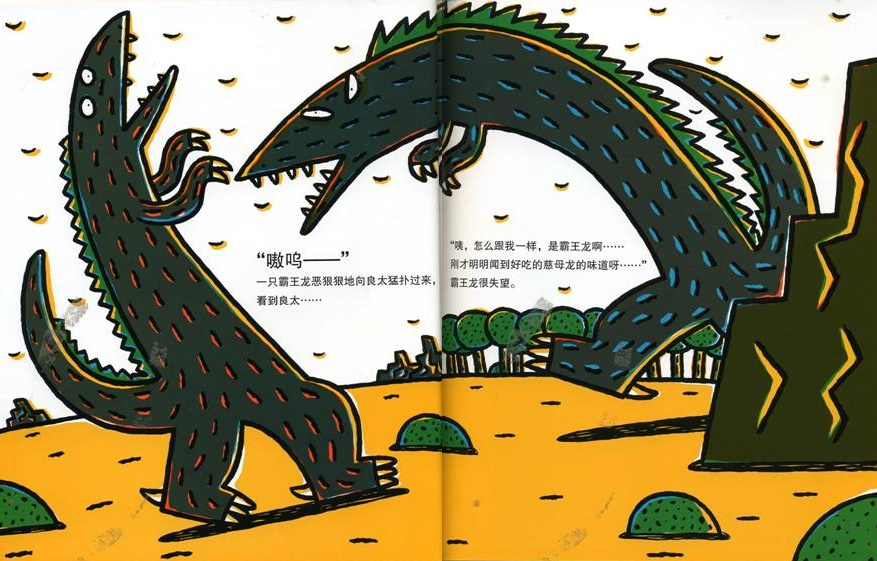 “嗷呜——”
一只霸王龙恶狠狠地向良太猛扑过来，
看到良太……
“咦，怎么跟我一样，是霸王龙啊……
刚才明明闻到好吃的慈母龙的味道呀……”
霸王龙很失望。